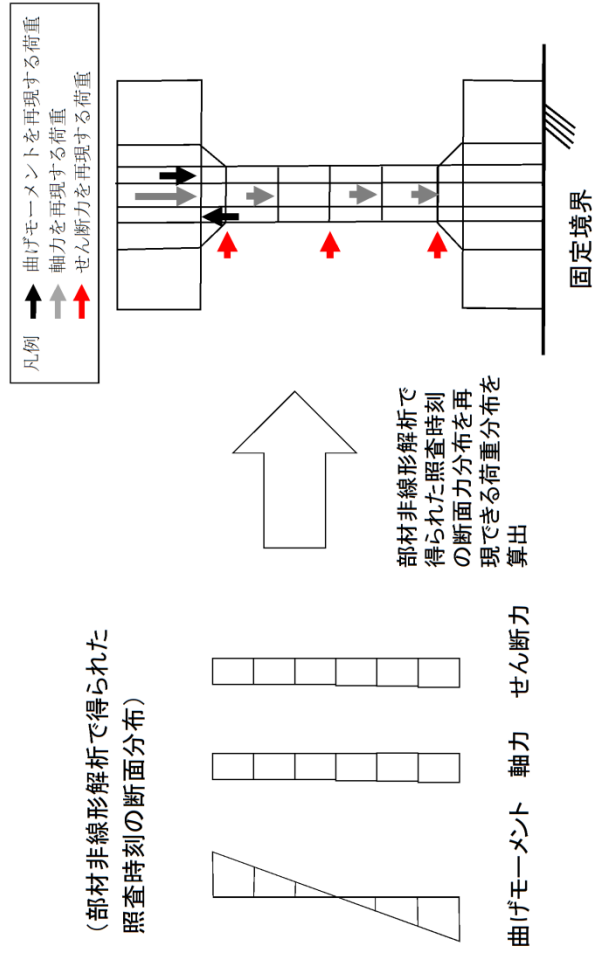 (部材非線形解析で得られた
照査時刻の断面分布)
曲げモーメント
軸力
せん断力
部材非線形解析で
得られた照査時刻
の断面力分布を再
現できる荷重分布を
算出
凡例
曲げモーメントを再現する荷重
軸力を再現する荷重
せん断力を再現する荷重
固定境界